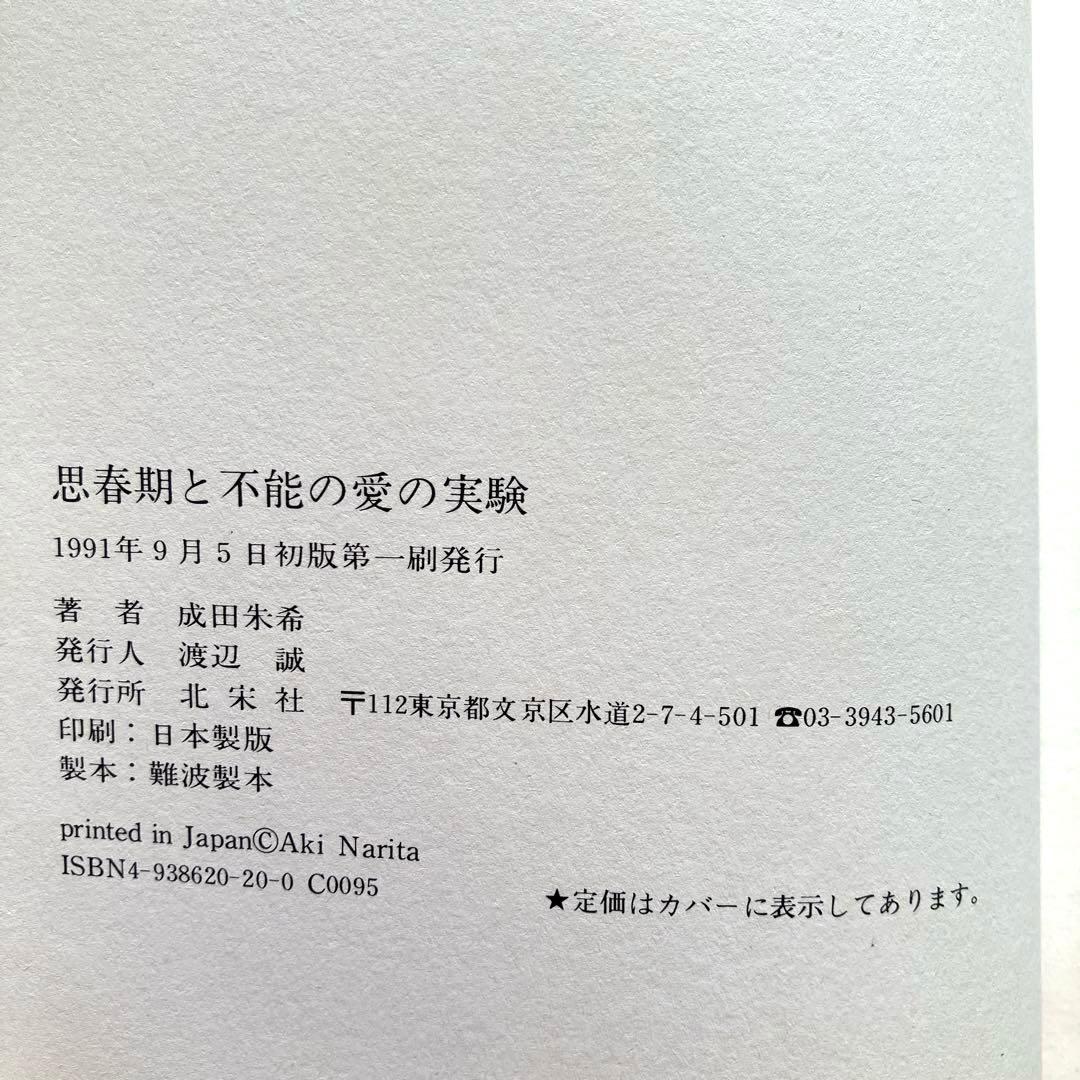 思春期と不能の愛の実験
1991年9月5日初版第一刷発行
著　者　成田朱希
発行人　渡辺　誠
発行所　北宋社　〒112東京都文京区水道2-7-4-501 ☎03-3943-5601
印刷：日本製版
製本：難波製本
printed in Japan©Aki Narita
ISBN4-938620-20-0 C0095
★定価はカバーに表示してあります。